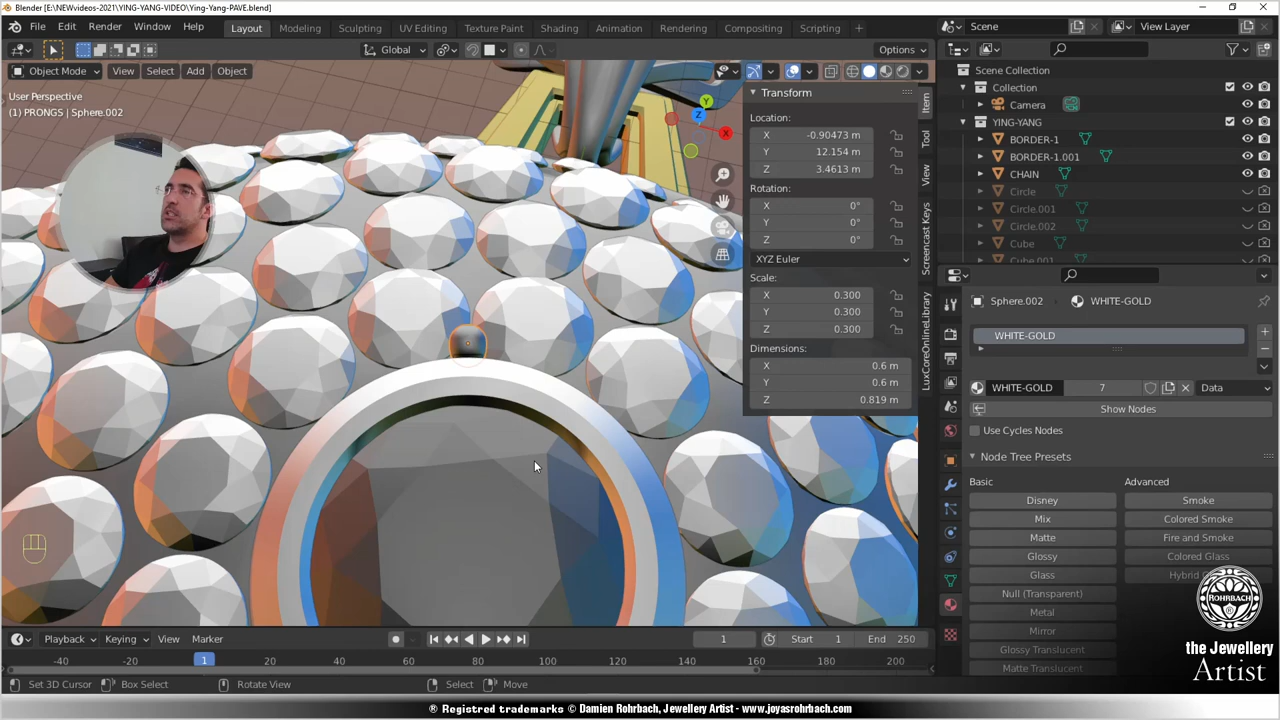 Blender [E:\NEWvideos-2021\YING-YANG-VIDEO\Ying-Yang-PAVE.blend]
File Edit Render Window Help Layout Modeling Sculpting UV Editing Texture Paint Shading Animation Rendering Compositing Scripting + Scene View Layer
Global Options
Object Mode View Select Add Object
User Perspective
(1) PRONGS | Sphere.002
Y
Z
X
Transform
Location:
X -0.90473 m
Y 12.154 m
Z 3.4613 m
Rotation:
X 0°
Y 0°
Z 0°
XYZ Euler
Scale:
X 0.300
Y 0.300
Z 0.300
Dimensions:
X 0.6 m
Y 0.6 m
Z 0.819 m
Item
Tool
View
Screencast Keys
LuxCoreOnlineLibrary
Scene Collection
Collection
Camera
YING-YANG
BORDER-1
BORDER-1.001
CHAIN
Circle
Circle.001
Circle.002
Cube
Cube.001
Sphere.002 WHITE-GOLD
WHITE-GOLD
WHITE-GOLD 7 Data
Show Nodes
Use Cycles Nodes
Node Tree Presets
Basic Advanced
Disney Smoke
Mix Colored Smoke
Matte Fire and Smoke
Glossy Colored Glass
Glass
Null (Transparent)
Metal
Mirror
Glossy Translucent
Matte Translucent
ROHRBACH
the Jewellery
Artist
Playback Keying View Marker 1 Start 1 End 250
-40 -20 1 20 40 60 80 100 120 140 160 180 200
Set 3D Cursor Box Select Rotate View Select Move
® Registered trademarks © Damien Rohrbach, Jewellery Artist - www.joyasrohrbach.com